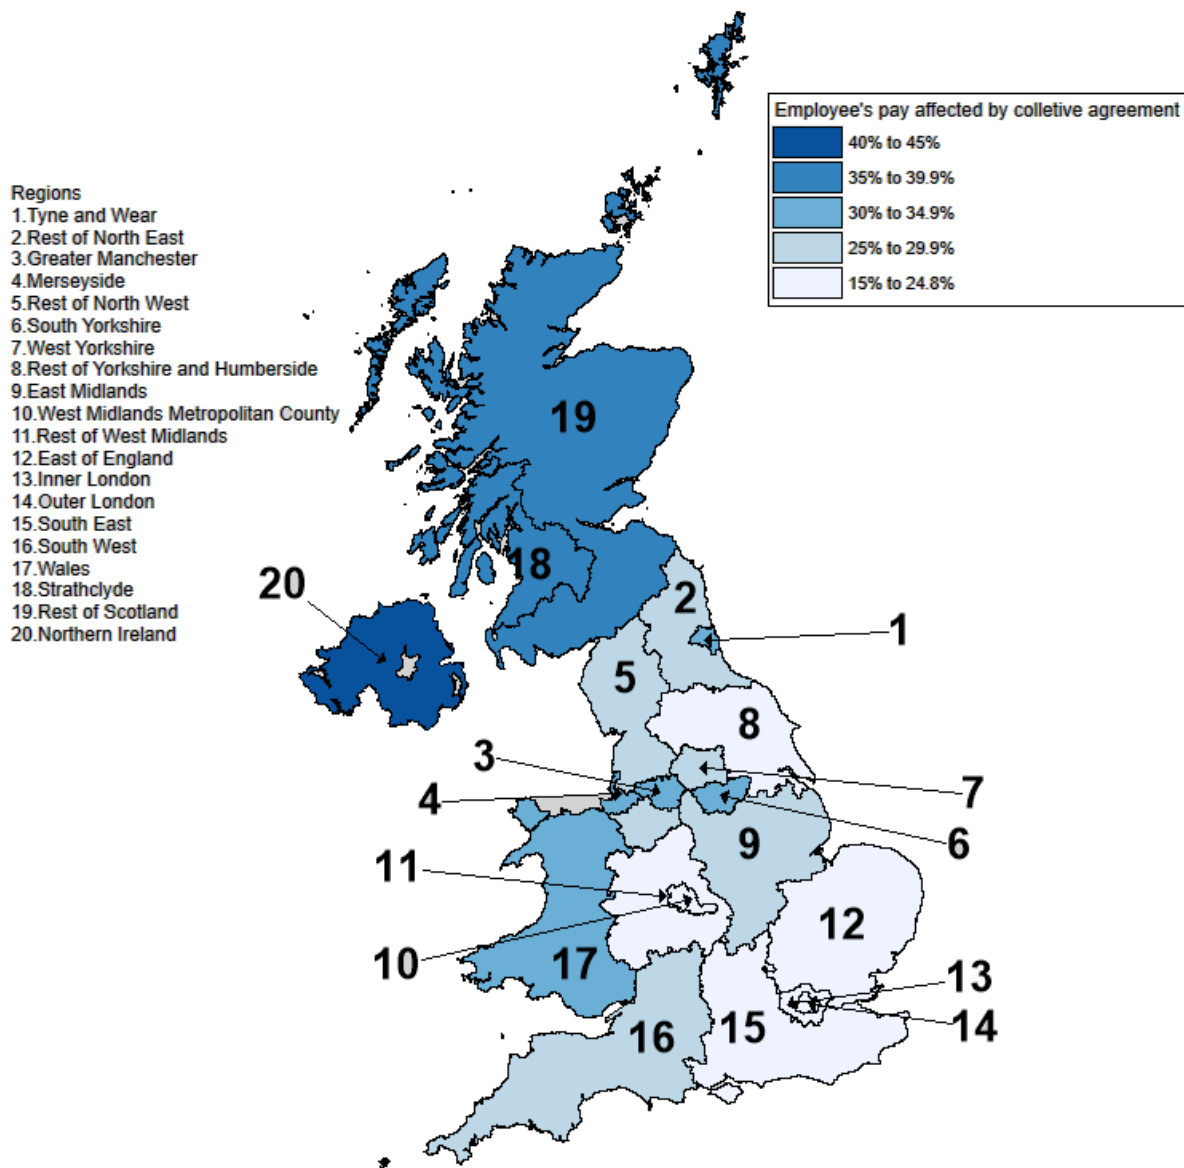 Employee's pay affected by colletive agreement
40% to 45%
35% to 39.9%
30% to 34.9%
25% to 29.9%
15% to 24.8%
Regions
1.Tyne and Wear
2.Rest of North East
3.Greater Manchester
4.Merseyside
5.Rest of North West
6.South Yorkshire
7.West Yorkshire
8.Rest of Yorkshire and Humberside
9.East Midlands
10.West Midlands Metropolitan County
11.Rest of West Midlands
12.East of England
13.Inner London
14.Outer London
15.South East
16.South West
17.Wales
18.Strathclyde
19.Rest of Scotland
20.Northern Ireland
19
18
20
2
1
5
8
3
7
4
6
9
11
12
10
17
13
16
15
14